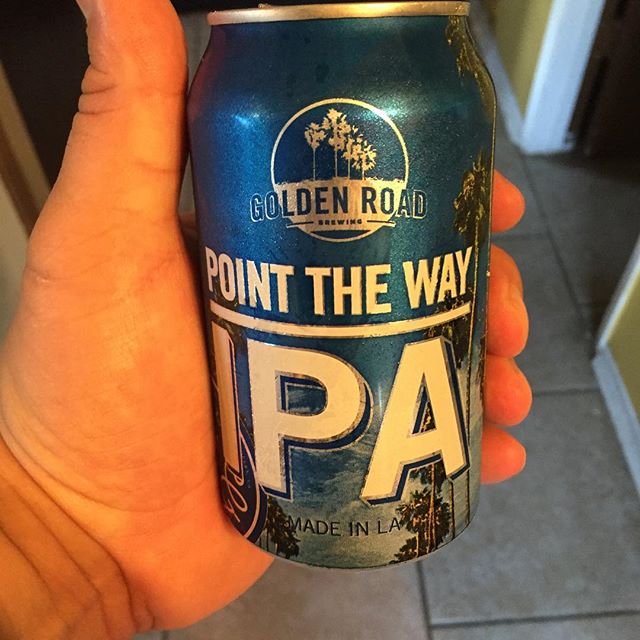 GOLDEN ROAD
BREWING
POINT THE WAY
IPA
MADE IN LA